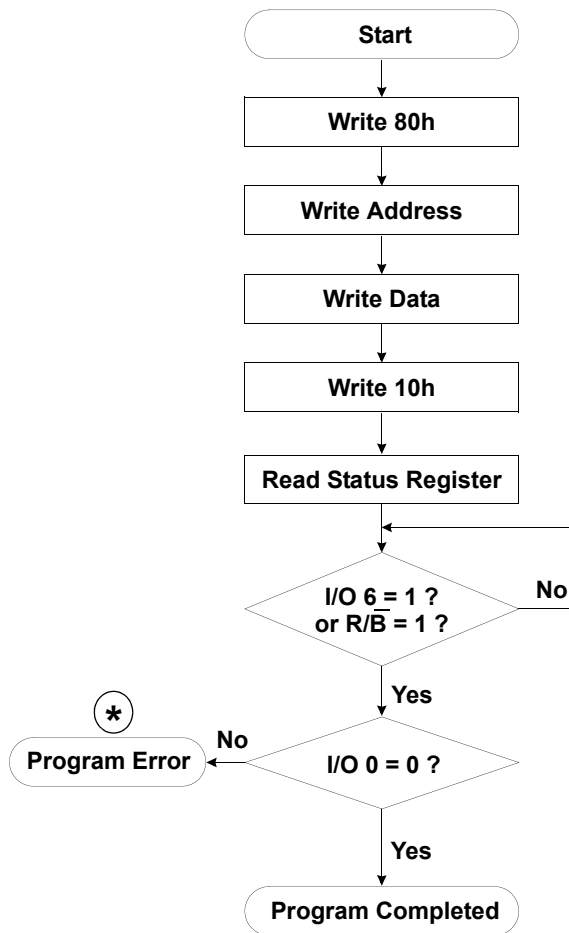 Start
Write 80h
Write Address
Write Data
Write 10h
Read Status Register
I/O 6 = 1 ?
or R/B̅ = 1 ?
No
Yes
*
No
Program Error
I/O 0 = 0 ?
Yes
Program Completed